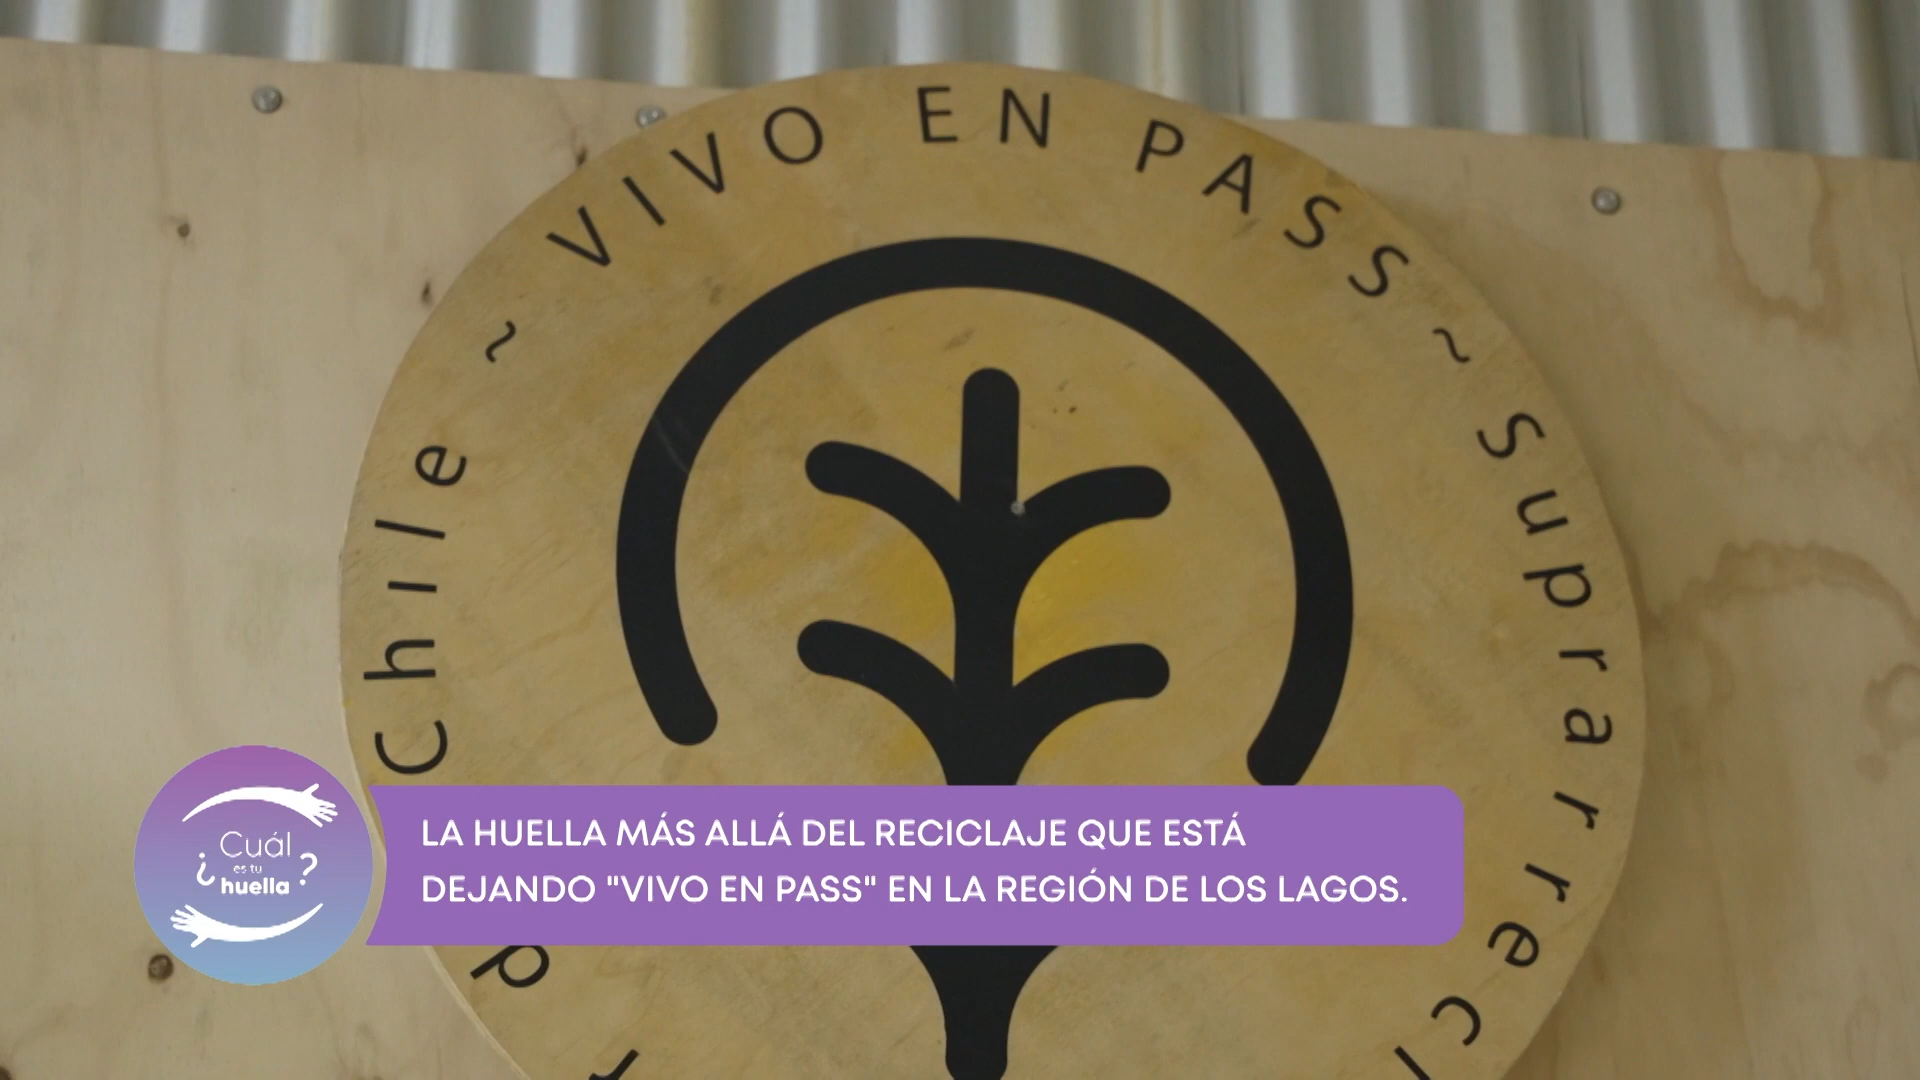 ~ VIVO EN PASS ~
Chile
Suprarreci
¿Cuál
es tu
huella?
LA HUELLA MÁS ALLÁ DEL RECICLAJE QUE ESTÁ
DEJANDO "VIVO EN PASS" EN LA REGIÓN DE LOS LAGOS.